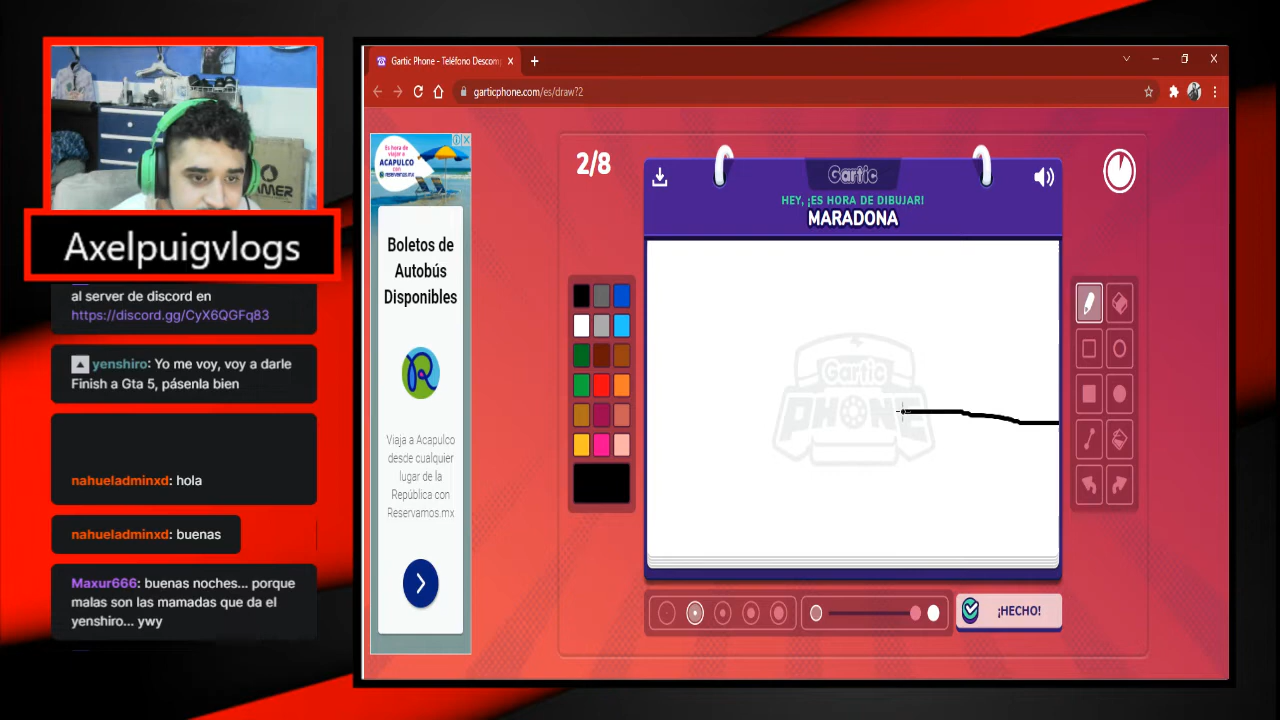 Axelpuigvlogs
al server de discord en
https://discord.gg/CyX6QGFq83
yenshiro: Yo me voy, voy a darle
Finish a Gta 5, pásenla bien
nahueladminxd: hola
nahueladminxd: buenas
Maxur666: buenas noches... porque
malas son las mamadas que da el
yenshiro... ywy
Gartic Phone - Teléfono Descom
garticphone.com/es/draw?2
Es hora de
viajar a
ACAPULCO
con
reservamos.mx
Boletos de
Autobús
Disponibles
Viaja a Acapulco
desde cualquier
lugar de la
República con
Reservamos.mx
2/8
Gartic
HEY, ¡ES HORA DE DIBUJAR!
MARADONA
Gartic
PHONE
¡HECHO!